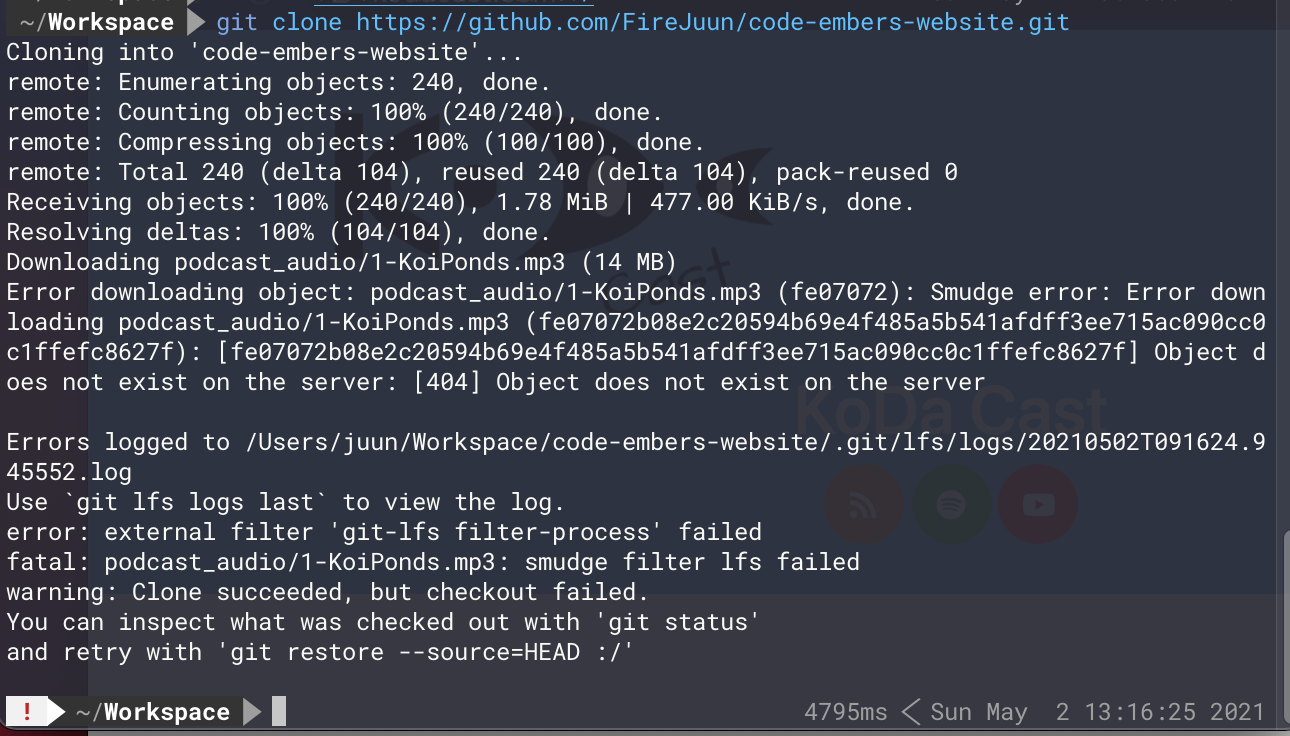 ~/Workspace git clone https://github.com/FireJuun/code-embers-website.git
Cloning into 'code-embers-website'...
remote: Enumerating objects: 240, done.
remote: Counting objects: 100% (240/240), done.
remote: Compressing objects: 100% (100/100), done.
remote: Total 240 (delta 104), reused 240 (delta 104), pack-reused 0
Receiving objects: 100% (240/240), 1.78 MiB | 477.00 KiB/s, done.
Resolving deltas: 100% (104/104), done.
Downloading podcast_audio/1-KoiPonds.mp3 (14 MB)
Error downloading object: podcast_audio/1-KoiPonds.mp3 (fe07072): Smudge error: Error down
loading podcast_audio/1-KoiPonds.mp3 (fe07072b08e2c20594b69e4f485a5b541afdff3ee715ac090cc0
c1ffefc8627f): [fe07072b08e2c20594b69e4f485a5b541afdff3ee715ac090cc0c1ffefc8627f] Object d
oes not exist on the server: [404] Object does not exist on the server
KoDa Cast
Errors logged to /Users/juun/Workspace/code-embers-website/.git/lfs/logs/20210502T091624.9
45552.log
Use `git lfs logs last` to view the log.
error: external filter 'git-lfs filter-process' failed
fatal: podcast_audio/1-KoiPonds.mp3: smudge filter lfs failed
warning: Clone succeeded, but checkout failed.
You can inspect what was checked out with 'git status'
and retry with 'git restore --source=HEAD :/'
! ~/Workspace 4795ms Sun May 2 13:16:25 2021